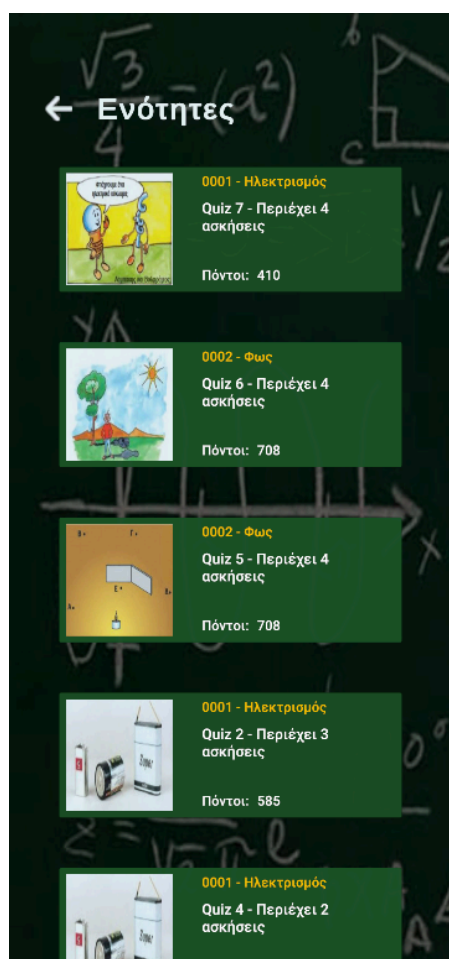 Ενότητες
0001 - Ηλεκτρισμός
Quiz 7 - Περιέχει 4
ασκήσεις
Πόντοι: 410
0002 - Φως
Quiz 6 - Περιέχει 4
ασκήσεις
Πόντοι: 708
0002 - Φως
Quiz 5 - Περιέχει 4
ασκήσεις
Πόντοι: 708
0001 - Ηλεκτρισμός
Quiz 2 - Περιέχει 3
ασκήσεις
Πόντοι: 585
0001 - Ηλεκτρισμός
Quiz 4 - Περιέχει 2
ασκήσεις